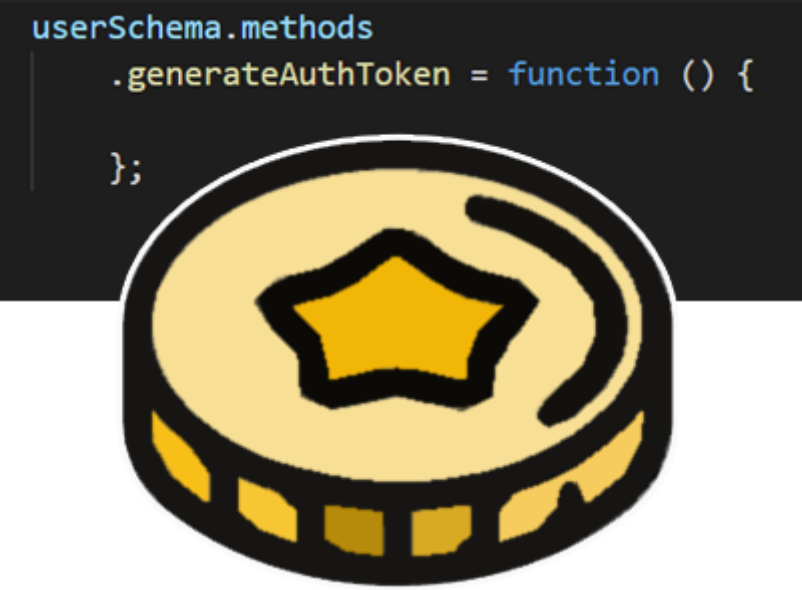 userSchema.methods
.generateAuthToken = function () {
};